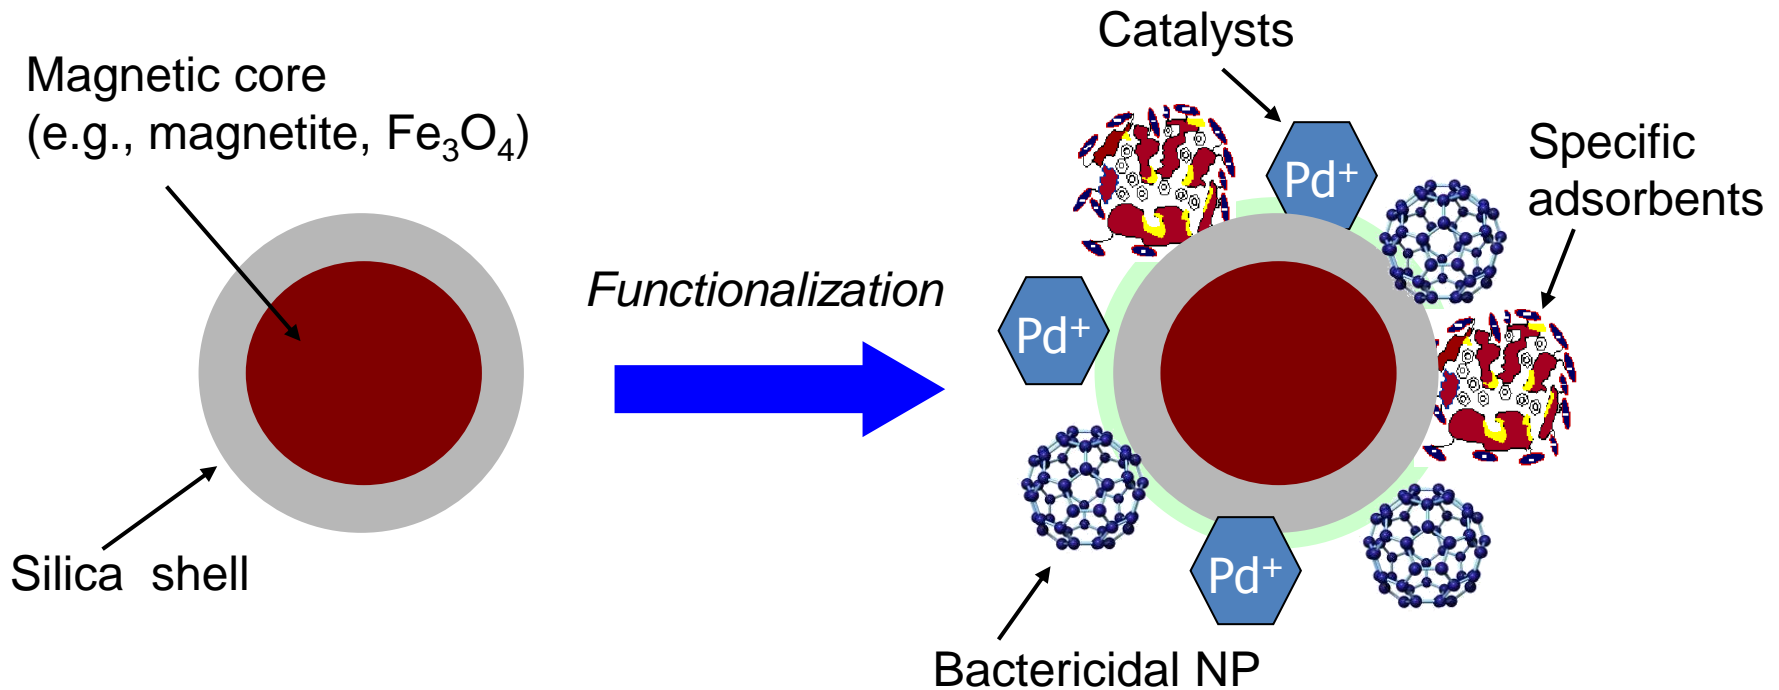 Magnetic core
(e.g., magnetite, Fe₃O₄)
Silica shell
Functionalization
Catalysts
Specific
adsorbents
Pd⁺
Pd⁺
Pd⁺
Bactericidal NP